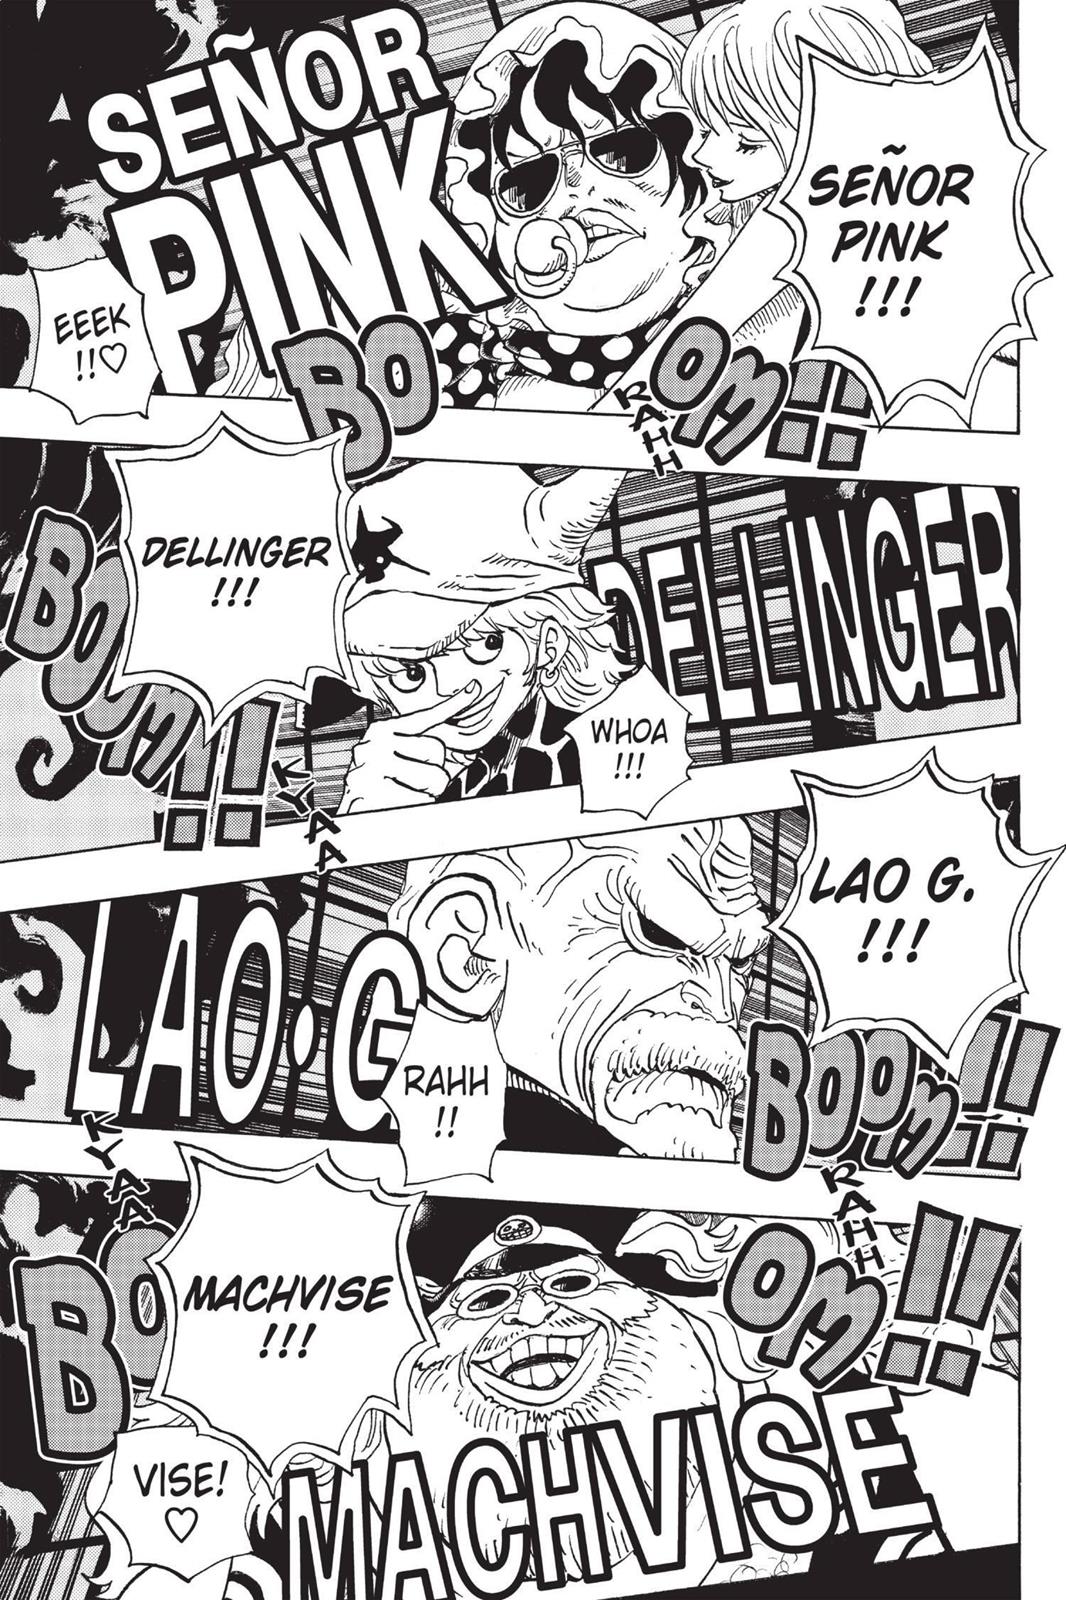 SEÑOR
PINK
SEÑOR
PINK
!!!
EEEK
!!♡
BO OM!!
RAHH
DELLINGER
!!!
DELLINGER
BOOM!!
WHOA
!!!
KYAA
LAO G.
!!!
LAO・G
RAHH
!!
BOOOM!!
KYAA
RAHH
MACHVISE
!!!
BO OM!!
VISE!
♡
MACHVISE